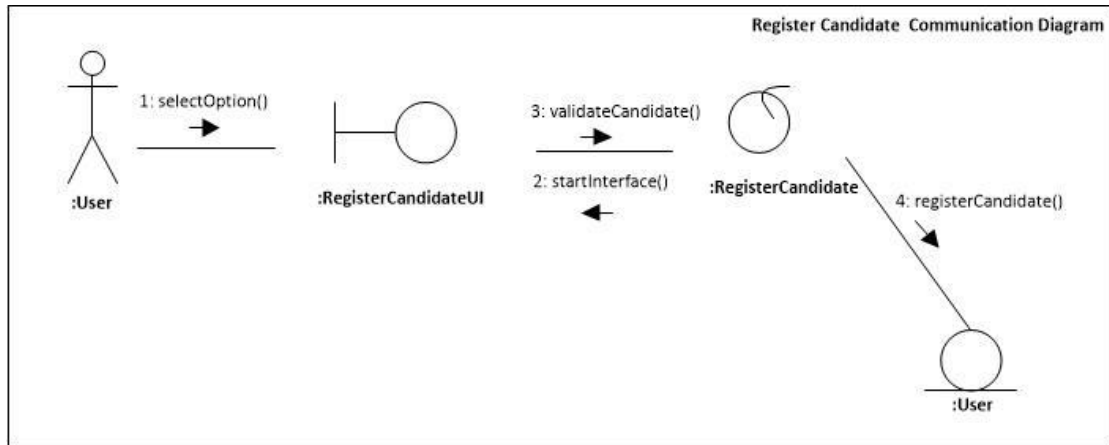 Register Candidate Communication Diagram
1: selectOption()
3: validateCandidate()
2: startInterface()
:User
:RegisterCandidateUI
:RegisterCandidate
4: registerCandidate()
:User